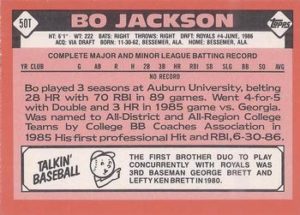 50T
BO JACKSON
Topps
HT: 6'1" WT: 222 BATS: RIGHT THROWS: RIGHT DRAFT: ROYALS #4-JUNE, 1986
ACQ: VIA DRAFT BORN: 11-30-62, BESSEMER, ALA. HOME: BESSEMER, ALA.
COMPLETE MAJOR AND MINOR LEAGUE BATTING RECORD
YR CLUB G AB R H 2B 3B HR RBI SB SLG BB SO AVG
NO RECORD
Bo played 3 seasons at Auburn University, belting
28 HR with 70 RBI in 89 games. Went 4-for-5
with Double and 3 HR in 1985 game vs. Georgia.
Was named to All-District and All-Region College
Teams by College BB Coaches Association in
1985 His first professional Hit and RBI, 6-30-86.
TALKIN'
BASEBALL
THE FIRST BROTHER DUO TO PLAY
CONCURRENTLY WITH ROYALS WAS
3RD BASEMAN GEORGE BRETT AND
LEFTY KEN BRETT IN 1980.